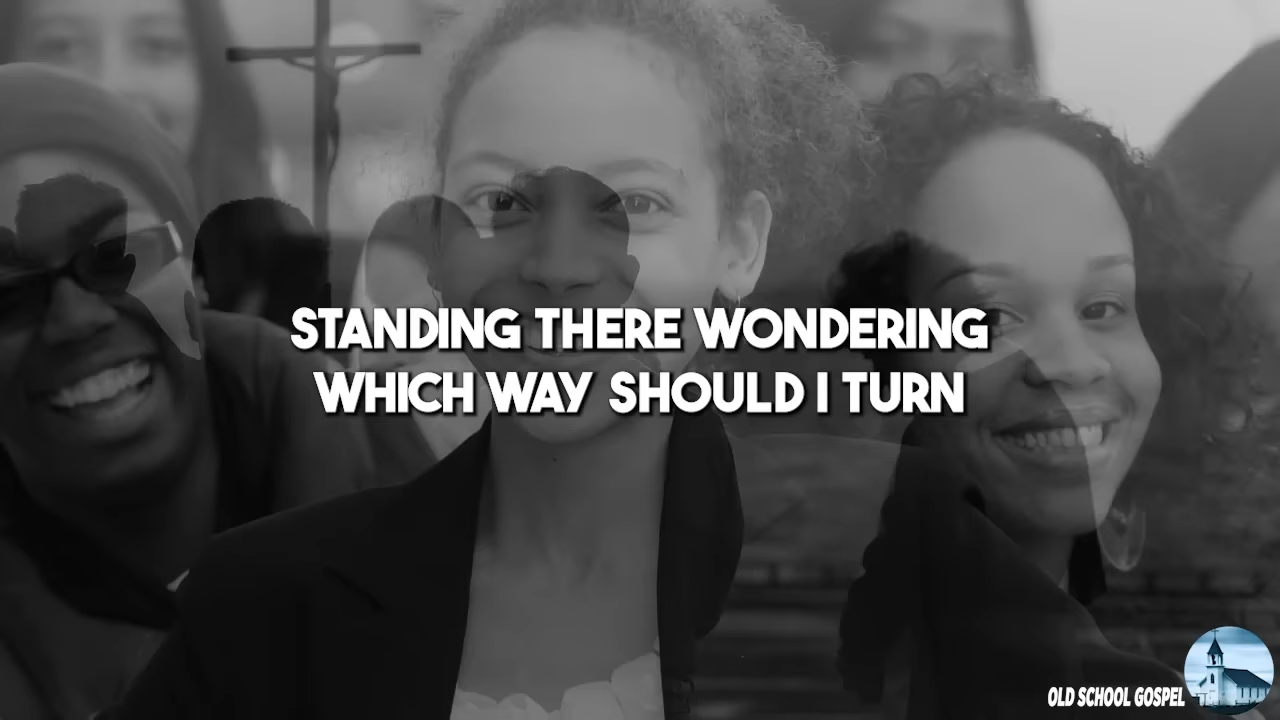 STANDING THERE WONDERING
WHICH WAY SHOULD I TURN
OLD SCHOOL GOSPEL